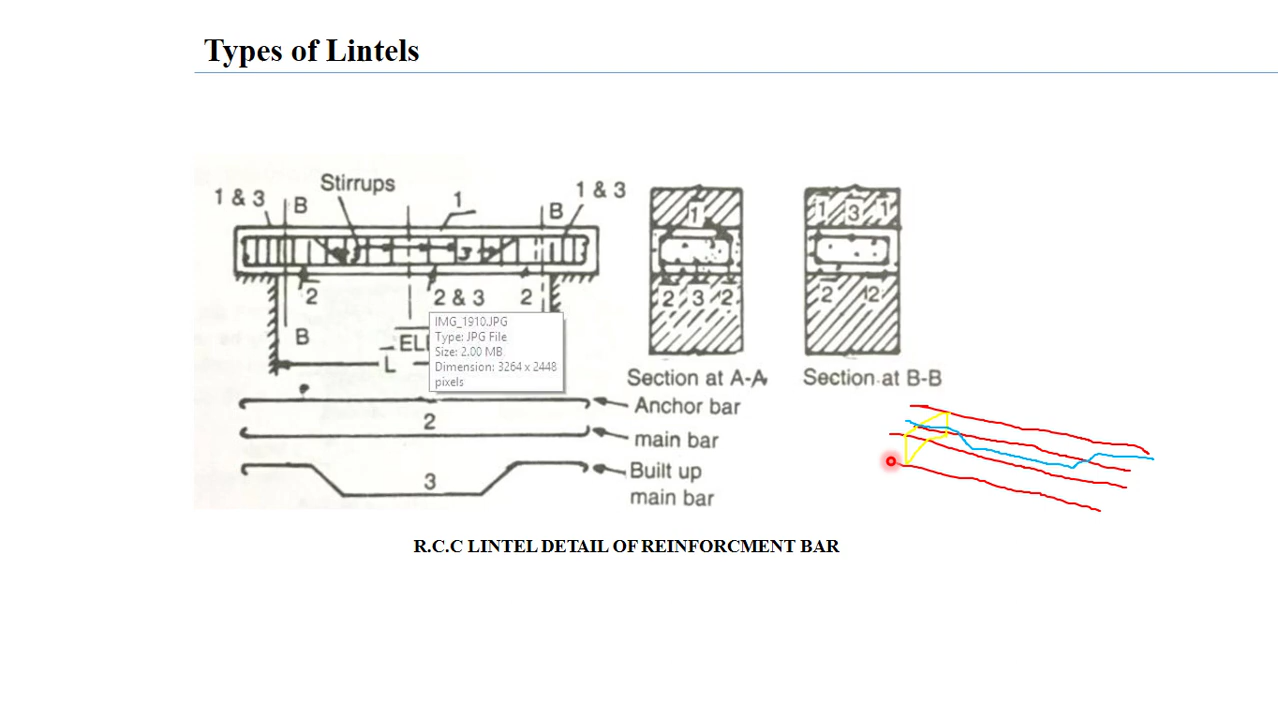 Types of Lintels
Stirrups
1 & 3
B
1
B
1 & 3
3
2
2 & 3
2
B
L
IMG_1910.JPG
Type: JPG File
Size: 2.00 MB
Dimension: 3264 x 2448
pixels
1
2 3 2
Section at A-A
1 3 1
2 2
Section at B-B
Anchor bar
2
main bar
3
Built up
main bar
R.C.C LINTEL DETAIL OF REINFORCMENT BAR